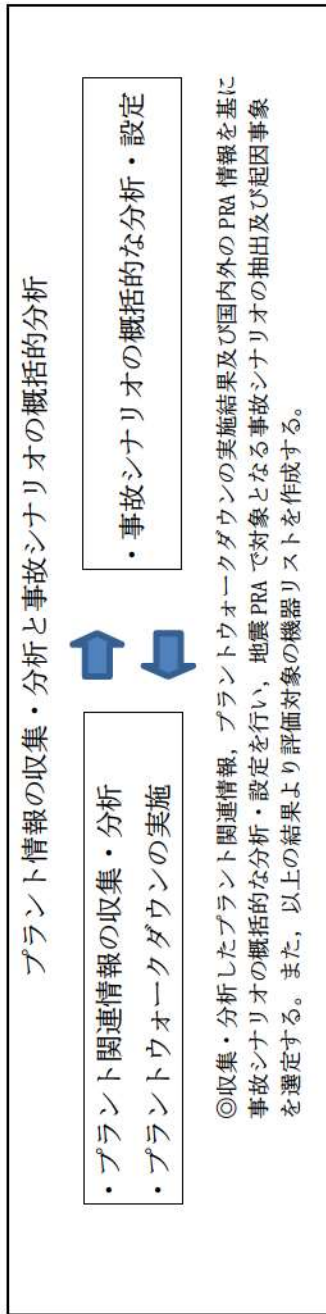 プラント情報の収集・分析と事故シナリオの概括的分析
・プラント関連情報の収集・分析
・プラントウォークダウンの実施
・事故シナリオの概括的な分析・設定
◎収集・分析したプラント関連情報，プラントウォークダウンの実施結果及び国内外のPRA情報を基に
事故シナリオの概括的な分析・設定を行い，地震PRAで対象となる事故シナリオの抽出及び起因事象
を選定する。また，以上の結果より評価対象の機器リストを作成する。